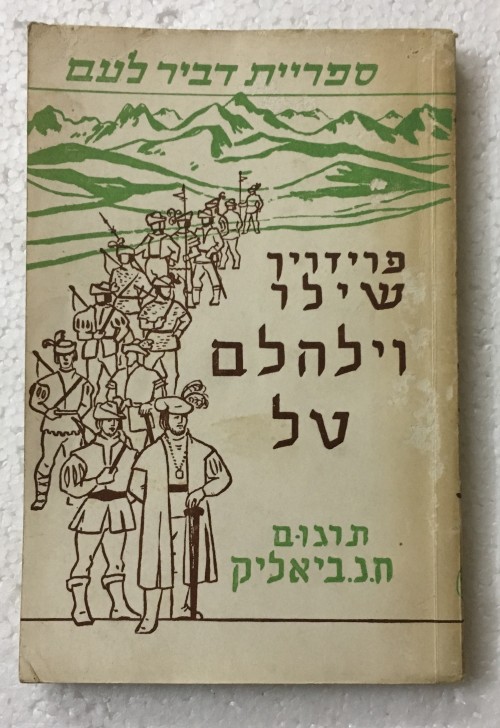 ספריית דביר לעם
פרידריך
שילר
וילהלם
טל
תרגום
ח.נ.ביאליק